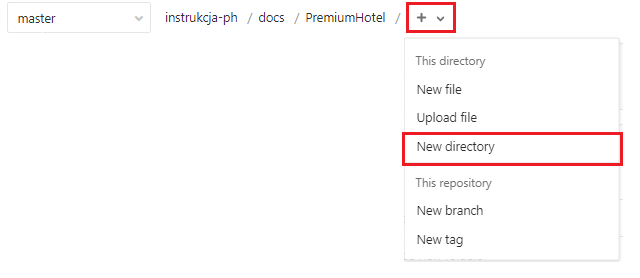 master instrukcja-ph / docs / PremiumHotel / +
This directory
New file
Upload file
New directory
This repository
New branch
New tag